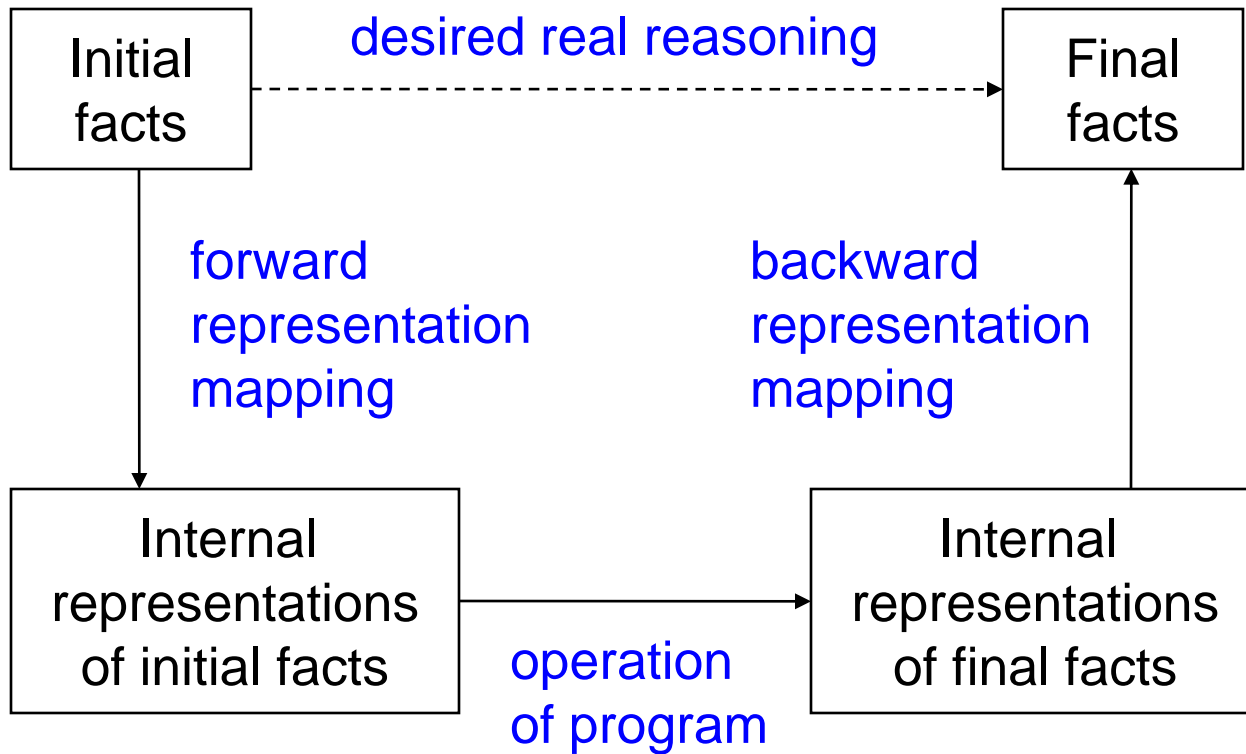 Initial
facts
desired real reasoning
Final
facts
forward
representation
mapping
backward
representation
mapping
Internal
representations
of initial facts
operation
of program
Internal
representations
of final facts